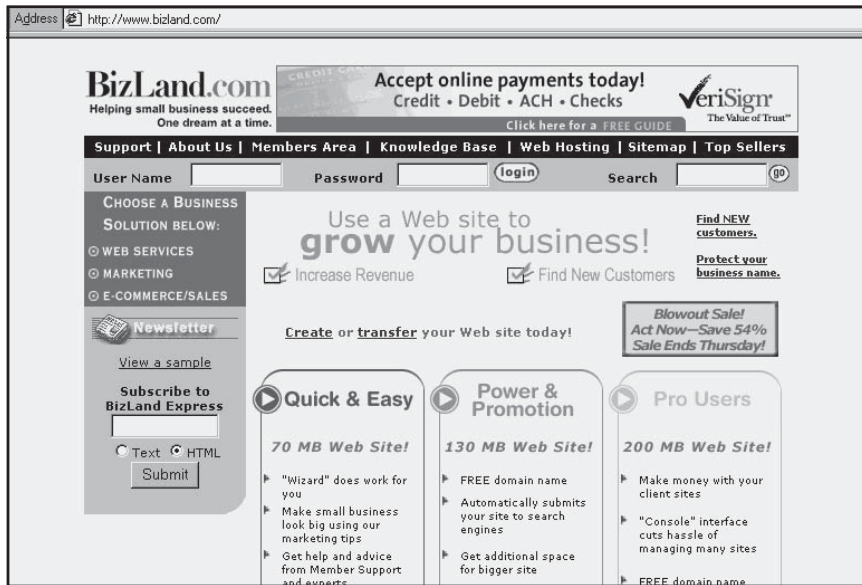 Address http://www.bizland.com/
BizLand.com
Helping small business succeed.
One dream at a time.
Accept online payments today!
Credit • Debit • ACH • Checks
Click here for a FREE GUIDE
VeriSign
The Value of Trust™
Support | About Us | Members Area | Knowledge Base | Web Hosting | Sitemap | Top Sellers
User Name Password login Search go
CHOOSE A BUSINESS
SOLUTION BELOW:
WEB SERVICES
MARKETING
E-COMMERCE/SALES
Newsletter
View a sample
Subscribe to
BizLand Express
Text HTML
Submit
Use a Web site to
grow your business!
Increase Revenue Find New Customers
Find NEW
customers.
Protect your
business name.
Create or transfer your Web site today!
Blowout Sale!
Act Now—Save 54%
Sale Ends Thursday!
Quick & Easy
70 MB Web Site!
"Wizard" does work for
you
Make small business
look big using our
marketing tips
Get help and advice
from Member Support
and experts
Power &
Promotion
130 MB Web Site!
FREE domain name
Automatically submits
your site to search
engines
Get additional space
for bigger site
Pro Users
200 MB Web Site!
Make money with your
client sites
"Console" interface
cuts hassle of
managing many sites
FREE domain name